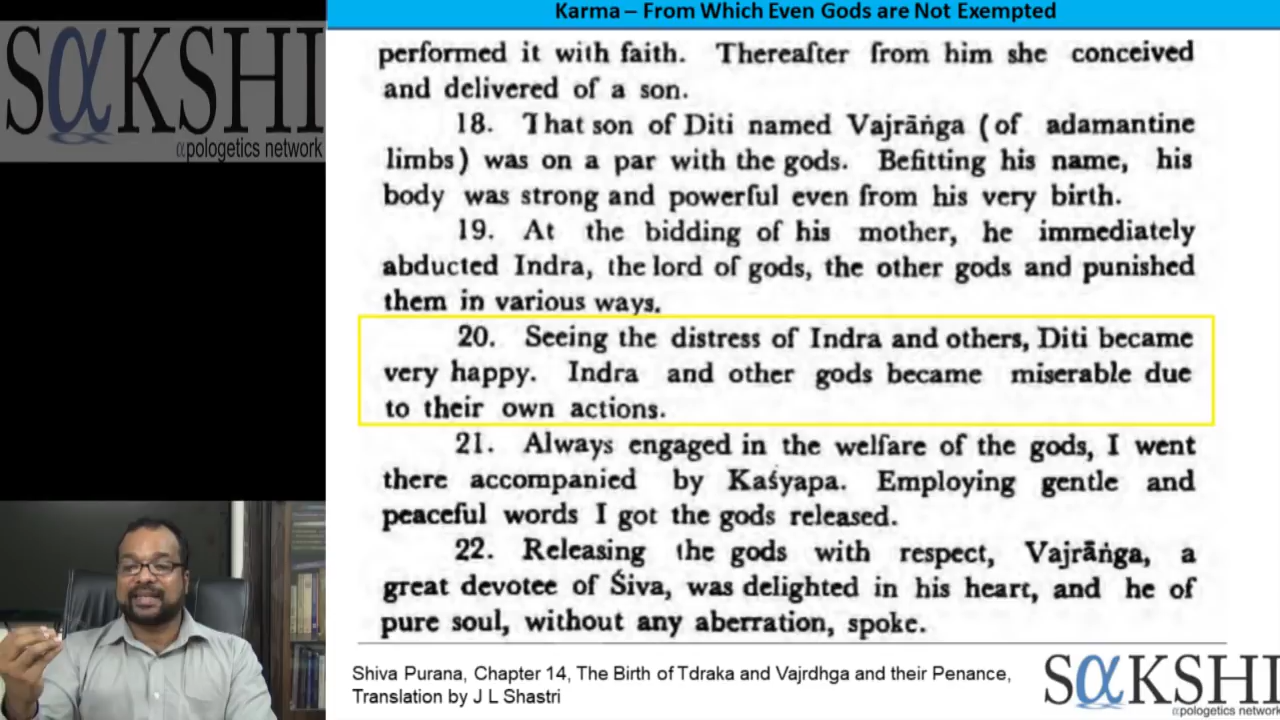 Karma – From Which Even Gods are Not Exempted
SαKSHI
αpologetics network
performed it with faith. Thereafter from him she conceived
and delivered of a son.
18. That son of Diti named Vajrāṅga (of adamantine
limbs) was on a par with the gods. Befitting his name, his
body was strong and powerful even from his very birth.
19. At the bidding of his mother, he immediately
abducted Indra, the lord of gods, the other gods and punished
them in various ways.
20. Seeing the distress of Indra and others, Diti became
very happy. Indra and other gods became miserable due
to their own actions.
21. Always engaged in the welfare of the gods, I went
there accompanied by Kaśyapa. Employing gentle and
peaceful words I got the gods released.
22. Releasing the gods with respect, Vajrāṅga, a
great devotee of Śiva, was delighted in his heart, and he of
pure soul, without any aberration, spoke.
Shiva Purana, Chapter 14, The Birth of Tdraka and Vajrdhga and their Penance,
Translation by J L Shastri
SαKSHI
αpologetics network